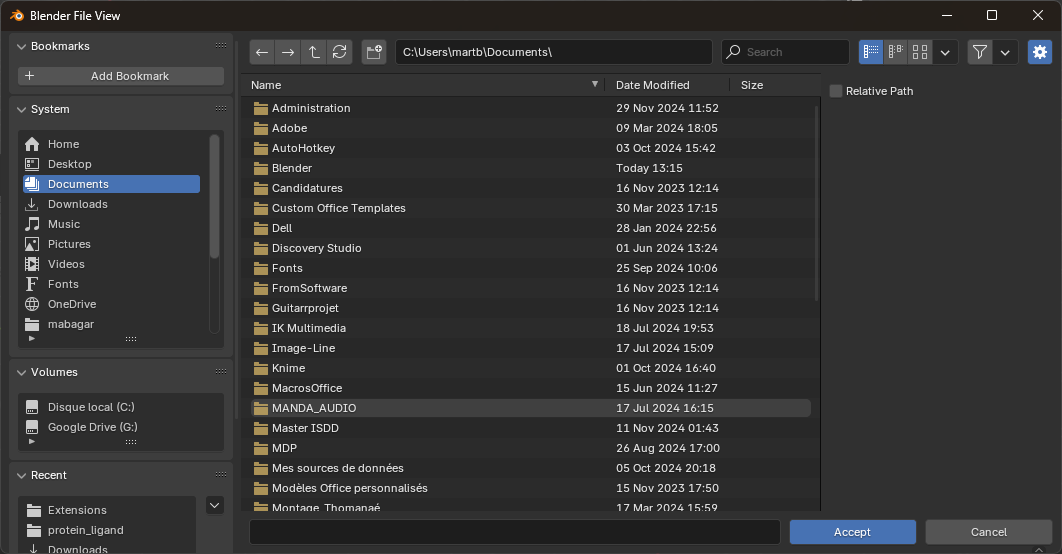 Blender File View
Bookmarks
Add Bookmark
System
Home
Desktop
Documents
Downloads
Music
Pictures
Videos
Fonts
OneDrive
mabagar
Volumes
Disque local (C:)
Google Drive (G:)
Recent
Extensions
protein_ligand
Downloads
C:\Users\martb\Documents\
Search
Name Date Modified Size
Administration 29 Nov 2024 11:52
Adobe 09 Mar 2024 18:05
AutoHotkey 03 Oct 2024 15:42
Blender Today 13:15
Candidatures 16 Nov 2023 12:14
Custom Office Templates 30 Mar 2023 17:15
Dell 28 Jan 2024 22:56
Discovery Studio 01 Jun 2024 13:24
Fonts 25 Sep 2024 10:06
FromSoftware 16 Nov 2023 12:14
Guitarrprojet 16 Nov 2023 12:14
IK Multimedia 18 Jul 2024 19:53
Image-Line 17 Jul 2024 15:09
Knime 01 Oct 2024 16:40
MacrosOffice 15 Jun 2024 11:27
MANDA_AUDIO 17 Jul 2024 16:15
Master ISDD 11 Nov 2024 01:43
MDP 26 Aug 2024 17:00
Mes sources de données 05 Oct 2024 20:18
Modèles Office personnalisés 15 Nov 2023 17:50
Montage_Thomanaé 17 Mar 2024 15:59
Relative Path
Accept
Cancel